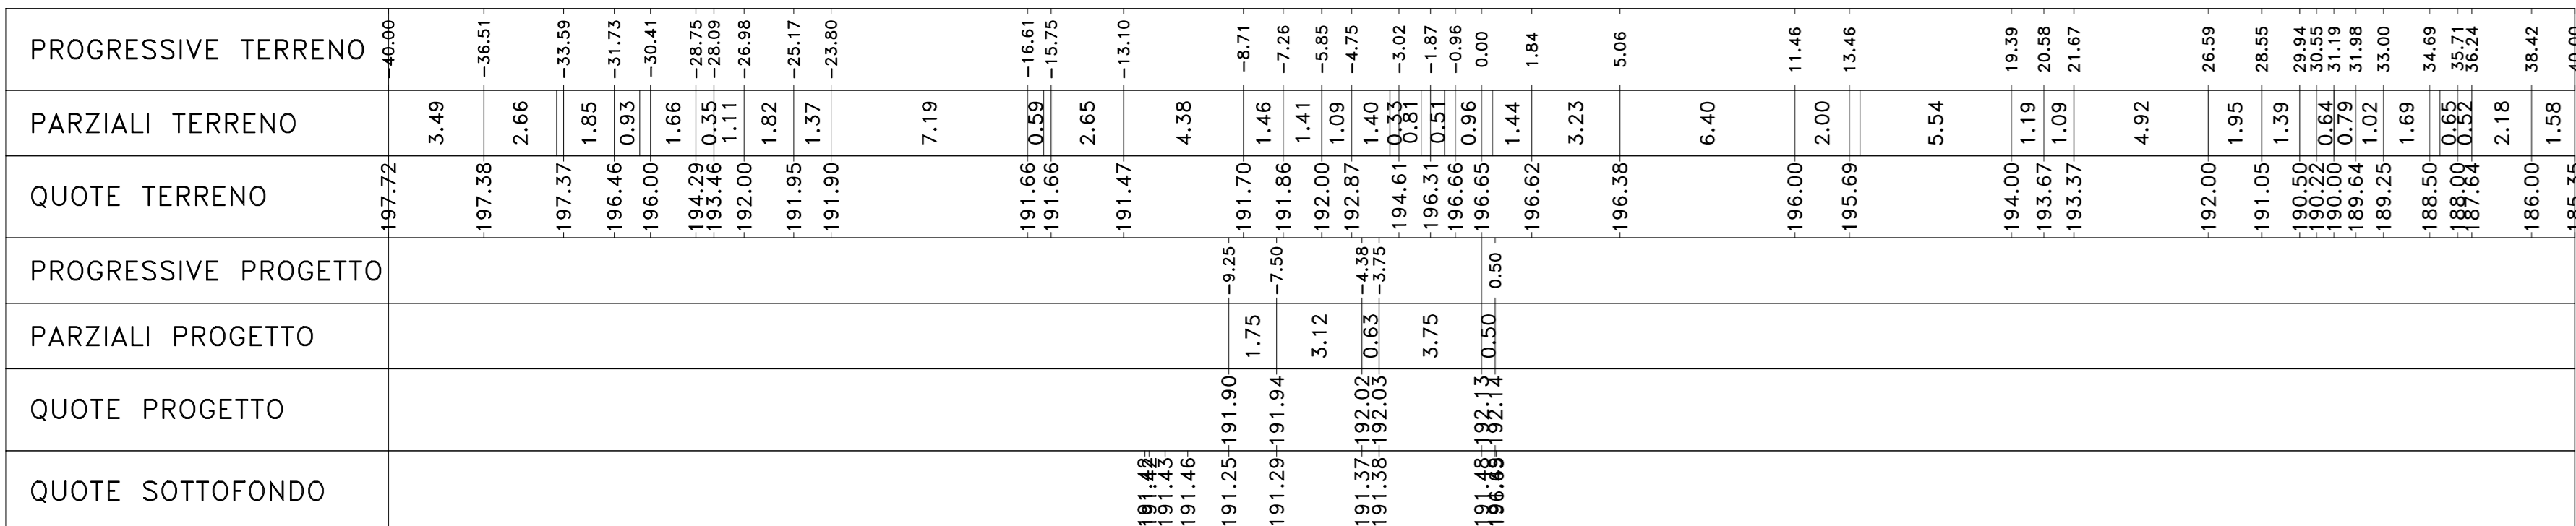 PROGRESSIVE TERRENO -40.00 -36.51 -33.59 -31.73 -30.41 -28.75 -28.09 -26.98 -25.17 -23.80 -16.61 -15.75 -13.10 -8.71 -7.26 -5.85 -4.75 -3.02 -1.87 -0.96 0.00 1.84 5.06 11.46 13.46 19.39 20.58 21.67 26.59 28.55 29.94 30.55 31.19 31.98 33.00 34.69 35.71 36.24 38.42 40.00
PARZIALI TERRENO 3.49 2.66 1.85 0.93 1.66 0.35 1.11 1.82 1.37 7.19 0.59 2.65 4.38 1.46 1.41 1.09 1.40 0.33 0.81 0.51 0.96 1.44 3.23 6.40 2.00 5.54 1.19 1.09 4.92 1.95 1.39 0.64 0.79 1.02 1.69 0.65 0.52 2.18 1.58
QUOTE TERRENO 197.72 197.38 197.37 196.46 196.00 194.29 193.46 192.00 191.95 191.90 191.66 191.66 191.47 191.70 191.86 192.00 192.87 194.61 196.31 196.66 196.65 196.62 196.38 196.00 195.69 194.00 193.67 193.37 192.00 191.05 190.50 190.22 190.00 189.64 189.25 188.50 188.00 187.64 186.00 185.35
PROGRESSIVE PROGETTO -9.25 -7.50 -4.38 -3.75 0.50
PARZIALI PROGETTO 1.75 3.12 0.63 3.75 0.50
QUOTE PROGETTO 191.90 191.94 192.02 192.03 192.13 192.14
QUOTE SOTTOFONDO 191.42 191.43 191.46 191.25 191.29 191.37 191.38 191.48